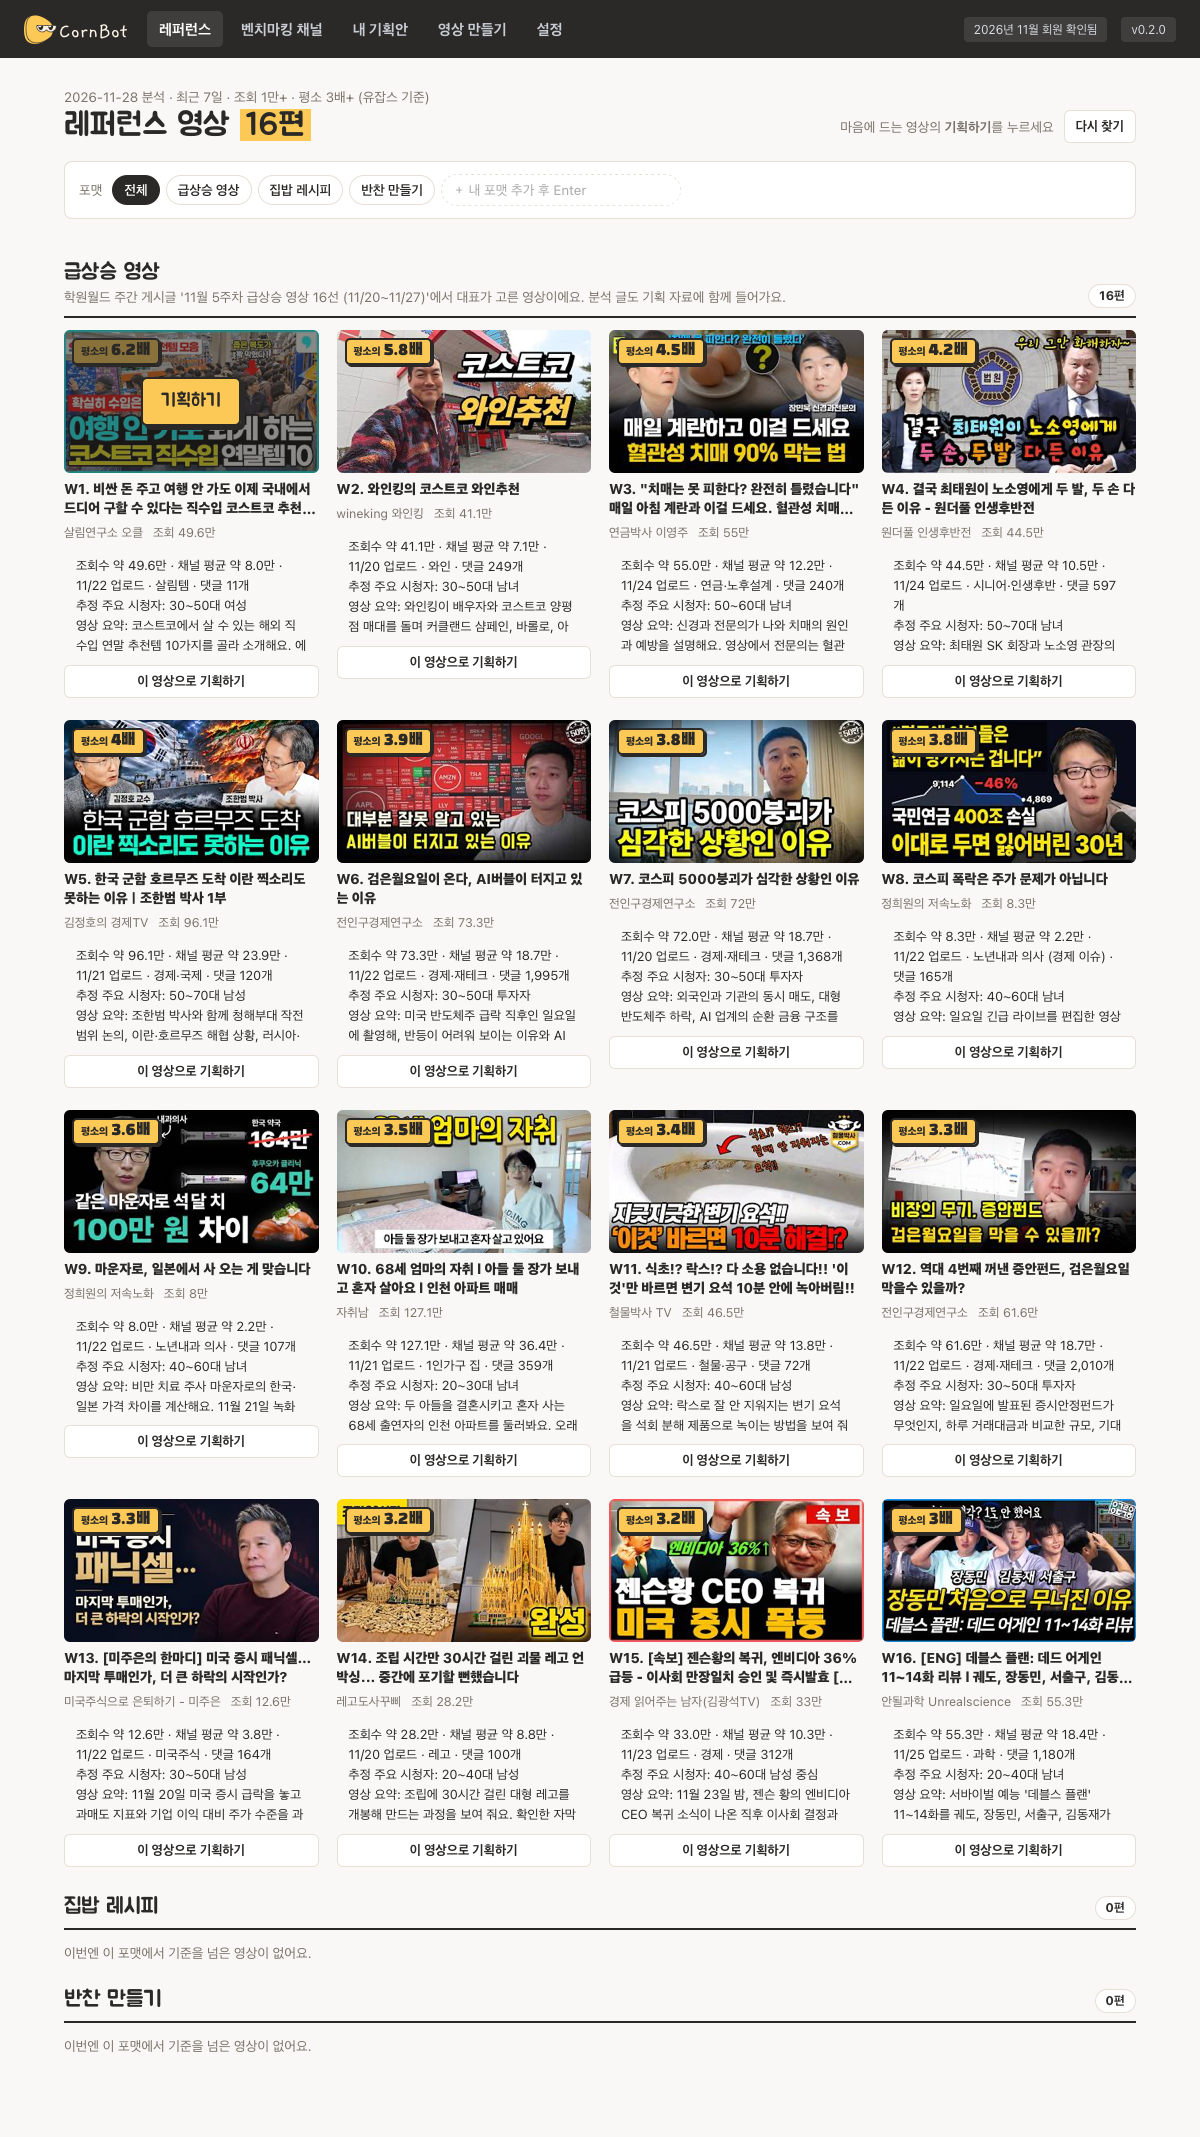 CornBot 레퍼런스 벤치마킹 채널 내 기획안 영상 만들기 설정 2026년 11월 회원 확인됨 v0.2.0
2026-11-28 분석 · 최근 7일 · 조회 1만+ · 평소 3배+ (유잡스 기준)
레퍼런스 영상 16편
마음에 드는 영상의 기획하기를 누르세요 다시 찾기
포맷 전체 급상승 영상 집밥 레시피 반찬 만들기 + 내 포맷 추가 후 Enter
급상승 영상
학원월드 주간 게시글 '11월 5주차 급상승 영상 16선 (11/20~11/27)'에서 대표가 고른 영상이에요. 분석 글도 기획 자료에 함께 들어가요.
16편
평소의 6.2배
기획하기
코스트코 직수입 연말템10
W1. 비싼 돈 주고 여행 안 가도 이제 국내에서
드디어 구할 수 있다는 직수입 코스트코 추천...
살림연구소 오클 조회 49.6만
조회수 약 49.6만 · 채널 평균 약 8.0만 ·
11/22 업로드 · 살림템 · 댓글 11개
추정 주요 시청자: 30~50대 여성
영상 요약: 코스트코에서 살 수 있는 해외 직
수입 연말 추천템 10가지를 골라 소개해요. 에
이 영상으로 기획하기
평소의 5.8배
코스트코
와인추천
W2. 와인킹의 코스트코 와인추천
wineking 와인킹 조회 41.1만
조회수 약 41.1만 · 채널 평균 약 7.1만 ·
11/20 업로드 · 와인 · 댓글 249개
추정 주요 시청자: 30~50대 남녀
영상 요약: 와인킹이 배우자와 코스트코 양평
점 매대를 돌며 커클랜드 샴페인, 바롤로, 아
이 영상으로 기획하기
평소의 4.5배
장민욱 신경과전문의
매일 계란하고 이걸 드세요
혈관성 치매 90% 막는 법
W3. "치매는 못 피한다? 완전히 틀렸습니다"
매일 아침 계란과 이걸 드세요. 혈관성 치매...
연금박사 이영주 조회 55만
조회수 약 55.0만 · 채널 평균 약 12.2만 ·
11/24 업로드 · 연금·노후설계 · 댓글 240개
추정 주요 시청자: 50~60대 남녀
영상 요약: 신경과 전문의가 나와 치매의 원인
과 예방을 설명해요. 영상에서 전문의는 혈관
이 영상으로 기획하기
평소의 4.2배
우리 그만 화해하자~
법원
결국 최태원이 노소영에게
두 손, 두 발 다 든 이유
W4. 결국 최태원이 노소영에게 두 발, 두 손 다
든 이유 - 원더풀 인생후반전
원더풀 인생후반전 조회 44.5만
조회수 약 44.5만 · 채널 평균 약 10.5만 ·
11/24 업로드 · 시니어·인생후반 · 댓글 597
개
추정 주요 시청자: 50~70대 남녀
영상 요약: 최태원 SK 회장과 노소영 관장의
이 영상으로 기획하기
평소의 4배
김정호 교수 조한범 박사
한국 군함 호르무즈 도착
이란 찍소리도 못하는 이유
W5. 한국 군함 호르무즈 도착 이란 찍소리도
못하는 이유 | 조한범 박사 1부
김정호의 경제TV 조회 96.1만
조회수 약 96.1만 · 채널 평균 약 23.9만 ·
11/21 업로드 · 경제·국제 · 댓글 120개
추정 주요 시청자: 50~70대 남성
영상 요약: 조한범 박사와 함께 청해부대 작전
범위 논의, 이란·호르무즈 해협 상황, 러시아·
이 영상으로 기획하기
평소의 3.9배
GOOGL
AMZN
TSLA
AAPL
LLY
대부분 잘못 알고 있는
AI버블이 터지고 있는 이유
W6. 검은월요일이 온다, AI버블이 터지고 있
는 이유
전인구경제연구소 조회 73.3만
조회수 약 73.3만 · 채널 평균 약 18.7만 ·
11/22 업로드 · 경제·재테크 · 댓글 1,995개
추정 주요 시청자: 30~50대 투자자
영상 요약: 미국 반도체주 급락 직후인 일요일
에 촬영해, 반등이 어려워 보이는 이유와 AI
이 영상으로 기획하기
평소의 3.8배
코스피 5000붕괴가
심각한 상황인 이유
W7. 코스피 5000붕괴가 심각한 상황인 이유
전인구경제연구소 조회 72만
조회수 약 72.0만 · 채널 평균 약 18.7만 ·
11/20 업로드 · 경제·재테크 · 댓글 1,368개
추정 주요 시청자: 30~50대 투자자
영상 요약: 외국인과 기관의 동시 매도, 대형
반도체주 하락, AI 업계의 순환 금융 구조를
이 영상으로 기획하기
평소의 3.8배
9,114 -46% 4,869
국민연금 400조 손실
이대로 두면 잃어버린 30년
W8. 코스피 폭락은 주가 문제가 아닙니다
정희원의 저속노화 조회 8.3만
조회수 약 8.3만 · 채널 평균 약 2.2만 ·
11/22 업로드 · 노년내과 의사 (경제 이슈) ·
댓글 165개
추정 주요 시청자: 40~60대 남녀
영상 요약: 일요일 긴급 라이브를 편집한 영상
이 영상으로 기획하기
평소의 3.6배
내과의사
한국 약국
164만
후쿠오카 클리닉
64만
같은 마운자로 석 달 치
100만 원 차이
W9. 마운자로, 일본에서 사 오는 게 맞습니다
정희원의 저속노화 조회 8만
조회수 약 8.0만 · 채널 평균 약 2.2만 ·
11/22 업로드 · 노년내과 의사 · 댓글 107개
추정 주요 시청자: 40~60대 남녀
영상 요약: 비만 치료 주사 마운자로의 한국·
일본 가격 차이를 계산해요. 11월 21일 녹화
이 영상으로 기획하기
평소의 3.5배
엄마의 자취
아들 둘 장가 보내고 혼자 살고 있어요
W10. 68세 엄마의 자취 I 아들 둘 장가 보내
고 혼자 살아요 I 인천 아파트 매매
자취남 조회 127.1만
조회수 약 127.1만 · 채널 평균 약 36.4만 ·
11/21 업로드 · 1인가구 집 · 댓글 359개
추정 주요 시청자: 20~30대 남녀
영상 요약: 두 아들을 결혼시키고 혼자 사는
68세 출연자의 인천 아파트를 둘러봐요. 오래
이 영상으로 기획하기
평소의 3.4배
철물박사
.COM
지긋지긋한 변기 요석!!
'이것' 바르면 10분 해결!?
W11. 식초!? 락스!? 다 소용 없습니다!! '이
것'만 바르면 변기 요석 10분 안에 녹아버림!!
철물박사 TV 조회 46.5만
조회수 약 46.5만 · 채널 평균 약 13.8만 ·
11/21 업로드 · 철물·공구 · 댓글 72개
추정 주요 시청자: 40~60대 남성
영상 요약: 락스로 잘 안 지워지는 변기 요석
을 석회 분해 제품으로 녹이는 방법을 보여 줘
이 영상으로 기획하기
평소의 3.3배
비장의 무기. 증안펀드
검은월요일을 막을 수 있을까?
W12. 역대 4번째 꺼낸 증안펀드, 검은월요일
막을수 있을까?
전인구경제연구소 조회 61.6만
조회수 약 61.6만 · 채널 평균 약 18.7만 ·
11/22 업로드 · 경제·재테크 · 댓글 2,010개
추정 주요 시청자: 30~50대 투자자
영상 요약: 일요일에 발표된 증시안정펀드가
무엇인지, 하루 거래대금과 비교한 규모, 기대
이 영상으로 기획하기
평소의 3.3배
미국 증시
패닉셀...
마지막 투매인가,
더 큰 하락의 시작인가?
W13. [미주은의 한마디] 미국 증시 패닉셀...
마지막 투매인가, 더 큰 하락의 시작인가?
미국주식으로 은퇴하기 - 미주은 조회 12.6만
조회수 약 12.6만 · 채널 평균 약 3.8만 ·
11/22 업로드 · 미국주식 · 댓글 164개
추정 주요 시청자: 30~50대 남성
영상 요약: 11월 20일 미국 증시 급락을 놓고
과매도 지표와 기업 이익 대비 주가 수준을 과
이 영상으로 기획하기
평소의 3.2배
완성
W14. 조립 시간만 30시간 걸린 괴물 레고 언
박싱... 중간에 포기할 뻔했습니다
레고도사꾸삐 조회 28.2만
조회수 약 28.2만 · 채널 평균 약 8.8만 ·
11/20 업로드 · 레고 · 댓글 100개
추정 주요 시청자: 20~40대 남성
영상 요약: 조립에 30시간 걸린 대형 레고를
개봉해 만드는 과정을 보여 줘요. 확인한 자막
이 영상으로 기획하기
평소의 3.2배
속보
엔비디아 36%↑
젠슨황 CEO 복귀
미국 증시 폭등
W15. [속보] 젠슨황의 복귀, 엔비디아 36%
급등 - 이사회 만장일치 승인 및 즉시발효 [...
경제 읽어주는 남자(김광석TV) 조회 33만
조회수 약 33.0만 · 채널 평균 약 10.3만 ·
11/23 업로드 · 경제 · 댓글 312개
추정 주요 시청자: 40~60대 남성 중심
영상 요약: 11월 23일 밤, 젠슨 황의 엔비디아
CEO 복귀 소식이 나온 직후 이사회 결정과
이 영상으로 기획하기
평소의 3배
장동민 김동재 서출구
장동민 처음으로 무너진 이유
데블스 플랜: 데드 어게인 11~14화 리뷰
W16. [ENG] 데블스 플랜: 데드 어게인
11~14화 리뷰 I 궤도, 장동민, 서출구, 김동...
안될과학 Unrealscience 조회 55.3만
조회수 약 55.3만 · 채널 평균 약 18.4만 ·
11/25 업로드 · 과학 · 댓글 1,180개
추정 주요 시청자: 20~40대 남녀
영상 요약: 서바이벌 예능 '데블스 플랜'
11~14화를 궤도, 장동민, 서출구, 김동재가
이 영상으로 기획하기
집밥 레시피 0편
이번엔 이 포맷에서 기준을 넘은 영상이 없어요.
반찬 만들기 0편
이번엔 이 포맷에서 기준을 넘은 영상이 없어요.